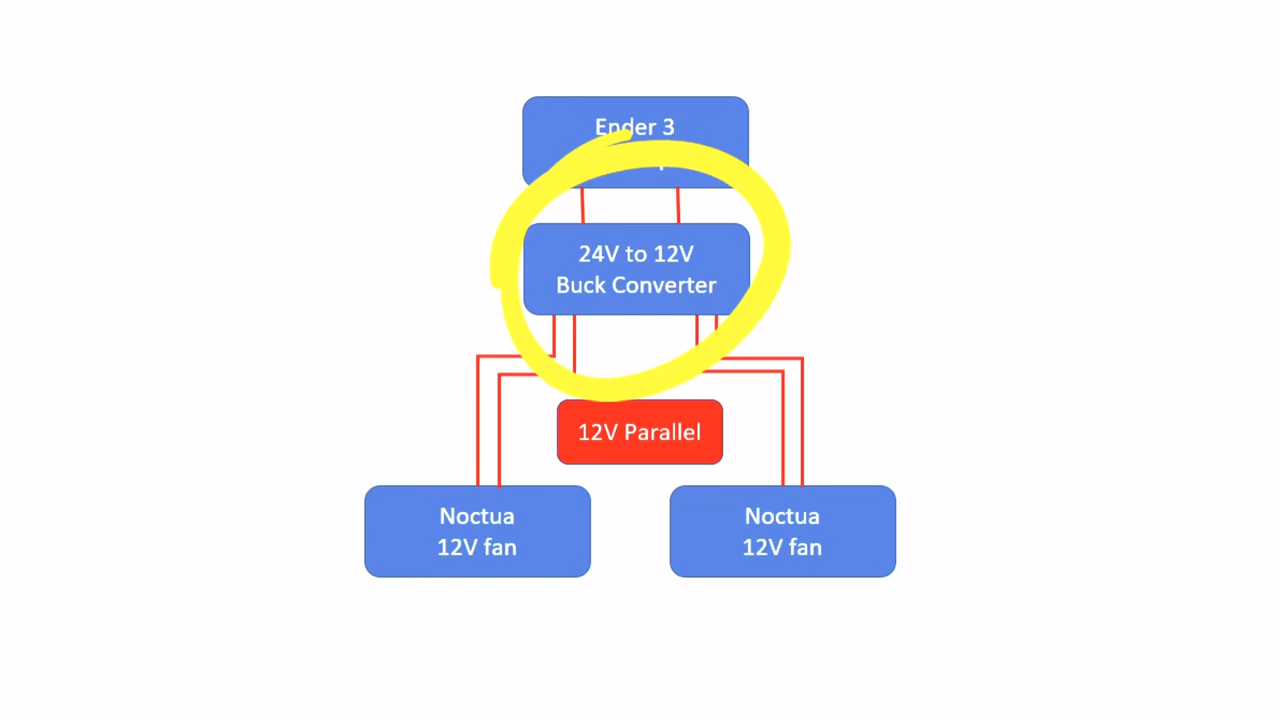 Ender 3
24V to 12V
Buck Converter
12V Parallel
Noctua
12V fan
Noctua
12V fan